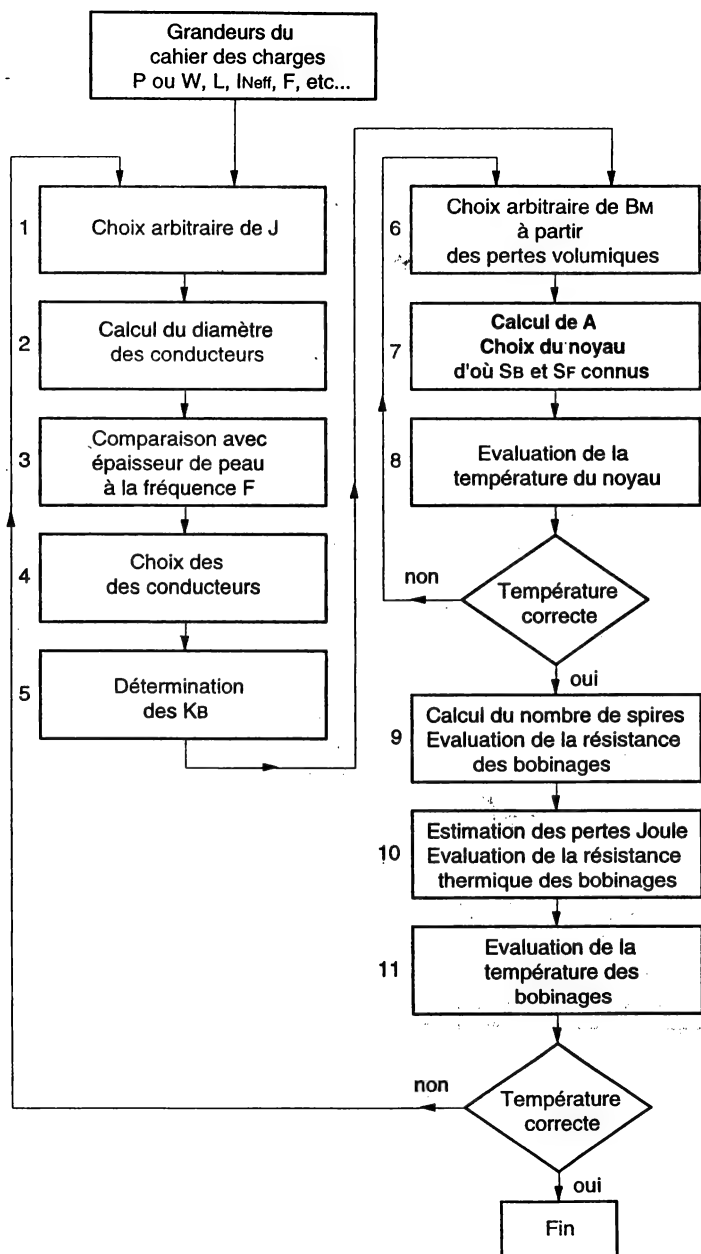 Grandeurs du
cahier des charges
P ou W, L, INeff, F, etc...
1
Choix arbitraire de J
2
Calcul du diamètre
des conducteurs
3
Comparaison avec
épaisseur de peau
à la fréquence F
4
Choix des
des conducteurs
5
Détermination
des KB
6
Choix arbitraire de BM
à partir
des pertes volumiques
7
Calcul de A
Choix du noyau
d'où SB et SF connus
8
Evaluation de la
température du noyau
non
Température
correcte
oui
9
Calcul du nombre de spires
Evaluation de la résistance
des bobinages
10
Estimation des pertes Joule
Evaluation de la résistance
thermique des bobinages
11
Evaluation de la
température des
bobinages
non
Température
correcte
oui
Fin